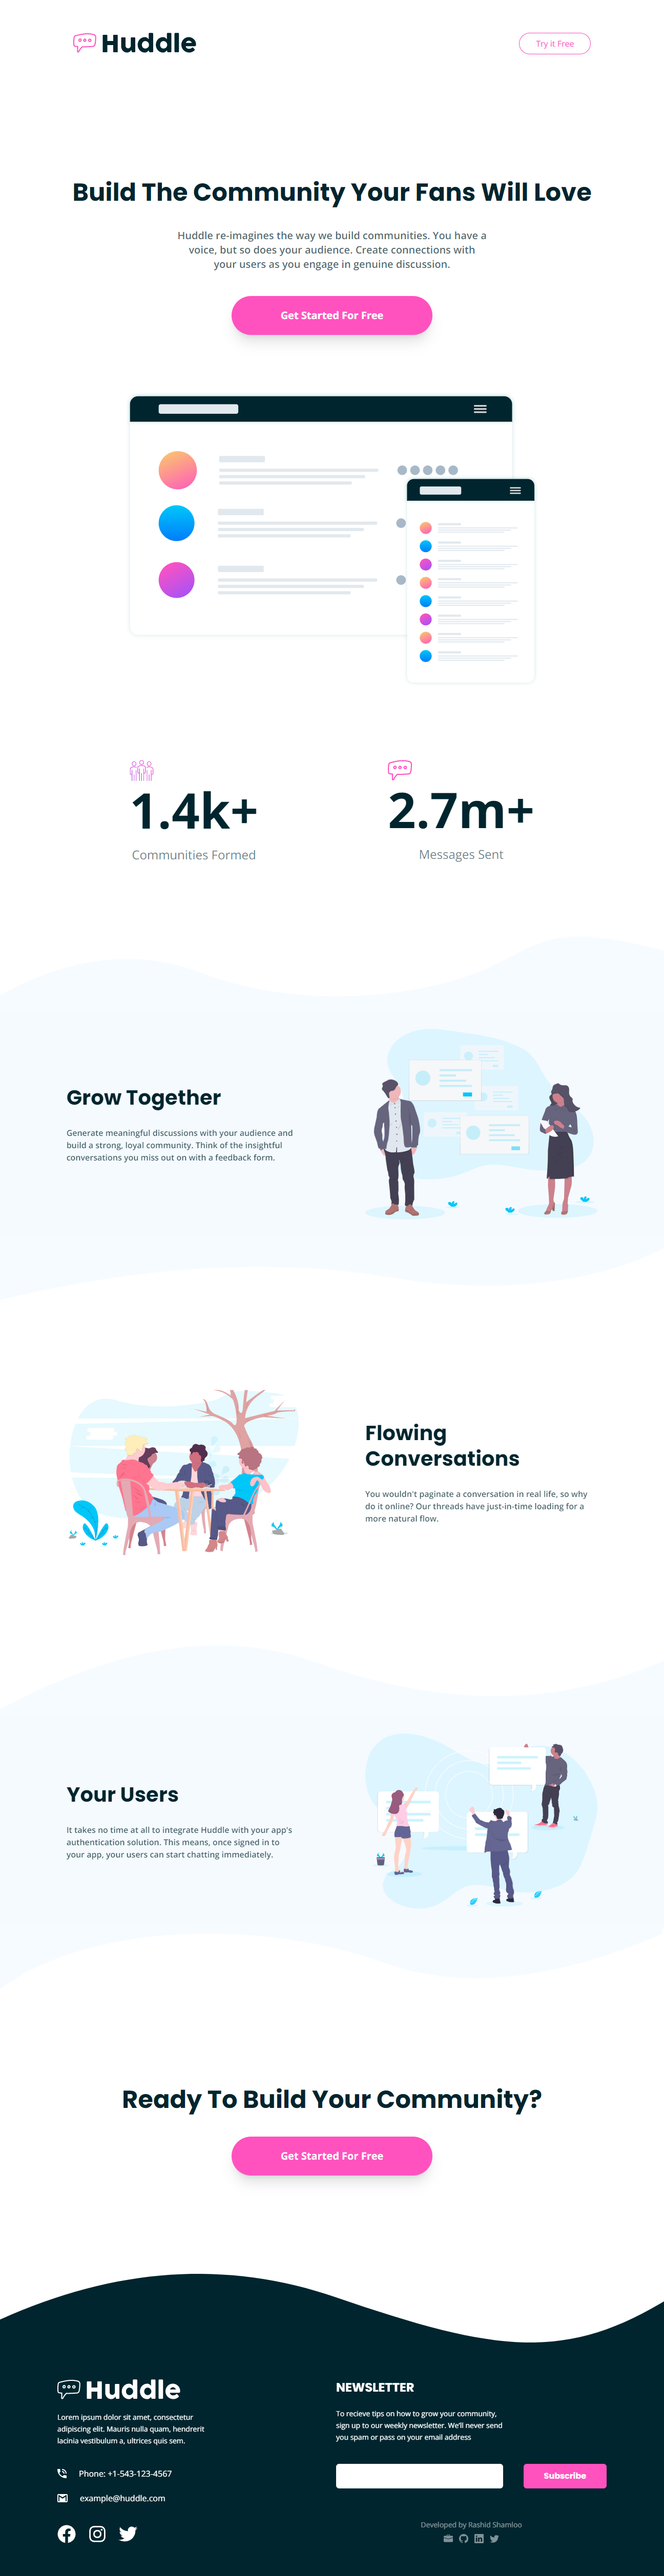 Huddle
Try it Free
Build The Community Your Fans Will Love
Huddle re-imagines the way we build communities. You have a
voice, but so does your audience. Create connections with
your users as you engage in genuine discussion.
Get Started For Free
1.4k+
Communities Formed
2.7m+
Messages Sent
Grow Together
Generate meaningful discussions with your audience and
build a strong, loyal community. Think of the insightful
conversations you miss out on with a feedback form.
Flowing
Conversations
You wouldn't paginate a conversation in real life, so why
do it online? Our threads have just-in-time loading for a
more natural flow.
Your Users
It takes no time at all to integrate Huddle with your app's
authentication solution. This means, once signed in to
your app, your users can start chatting immediately.
Ready To Build Your Community?
Get Started For Free
Huddle
Lorem ipsum dolor sit amet, consectetur
adipiscing elit. Mauris nulla quam, hendrerit
lacinia vestibulum a, ultrices quis sem.
Phone: +1-543-123-4567
example@huddle.com
NEWSLETTER
To recieve tips on how to grow your community,
sign up to our weekly newsletter. We'll never send
you spam or pass on your email address
Subscribe
Developed by Rashid Shamloo